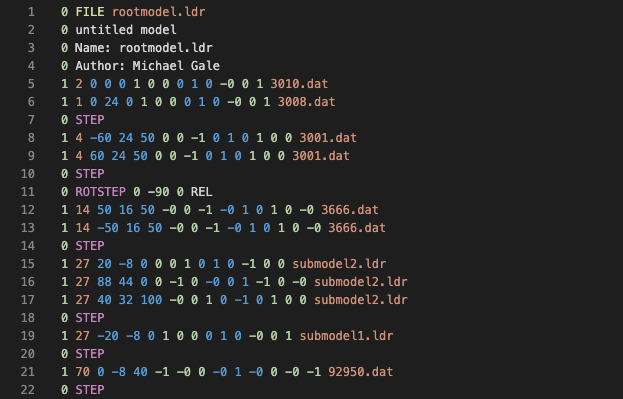 1 0 FILE rootmodel.ldr
2 0 untitled model
3 0 Name: rootmodel.ldr
4 0 Author: Michael Gale
5 1 2 0 0 0 1 0 0 0 1 0 -0 0 1 3010.dat
6 1 1 0 24 0 1 0 0 0 1 0 -0 0 1 3008.dat
7 0 STEP
8 1 4 -60 24 50 0 0 -1 0 1 0 1 0 0 3001.dat
9 1 4 60 24 50 0 0 -1 0 1 0 1 0 0 3001.dat
10 0 STEP
11 0 ROTSTEP 0 -90 0 REL
12 1 14 50 16 50 -0 0 -1 -0 1 0 1 0 -0 3666.dat
13 1 14 -50 16 50 -0 0 -1 -0 1 0 1 0 -0 3666.dat
14 0 STEP
15 1 27 20 -8 0 0 0 1 0 1 0 -1 0 0 submodel2.ldr
16 1 27 88 44 0 0 -1 0 -0 0 1 -1 0 -0 submodel2.ldr
17 1 27 40 32 100 -0 0 1 0 -1 0 1 0 0 submodel2.ldr
18 0 STEP
19 1 27 -20 -8 0 1 0 0 0 1 0 -0 0 1 submodel1.ldr
20 0 STEP
21 1 70 0 -8 40 -1 -0 0 -0 1 -0 0 -0 -1 92950.dat
22 0 STEP